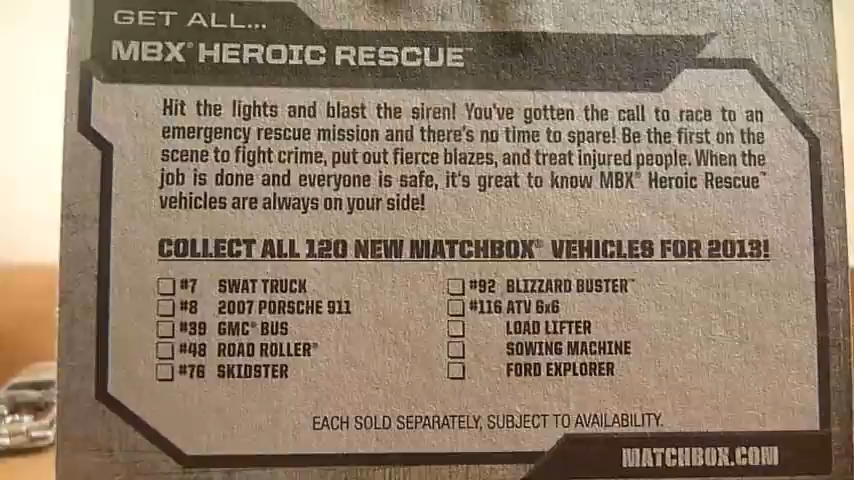 GET ALL...
MBX® HEROIC RESCUE™
Hit the lights and blast the siren! You've gotten the call to race to an
emergency rescue mission and there's no time to spare! Be the first on the
scene to fight crime, put out fierce blazes, and treat injured people. When the
job is done and everyone is safe, it's great to know MBX® Heroic Rescue™
vehicles are always on your side!
COLLECT ALL 120 NEW MATCHBOX® VEHICLES FOR 2013!
#7 SWAT TRUCK
#8 2007 PORSCHE 911
#39 GMC® BUS
#48 ROAD ROLLER®
#76 SKIDSTER
#92 BLIZZARD BUSTER™
#116 ATV 6x6
LOAD LIFTER
SOWING MACHINE
FORD EXPLORER
EACH SOLD SEPARATELY, SUBJECT TO AVAILABILITY.
MATCHBOX.COM